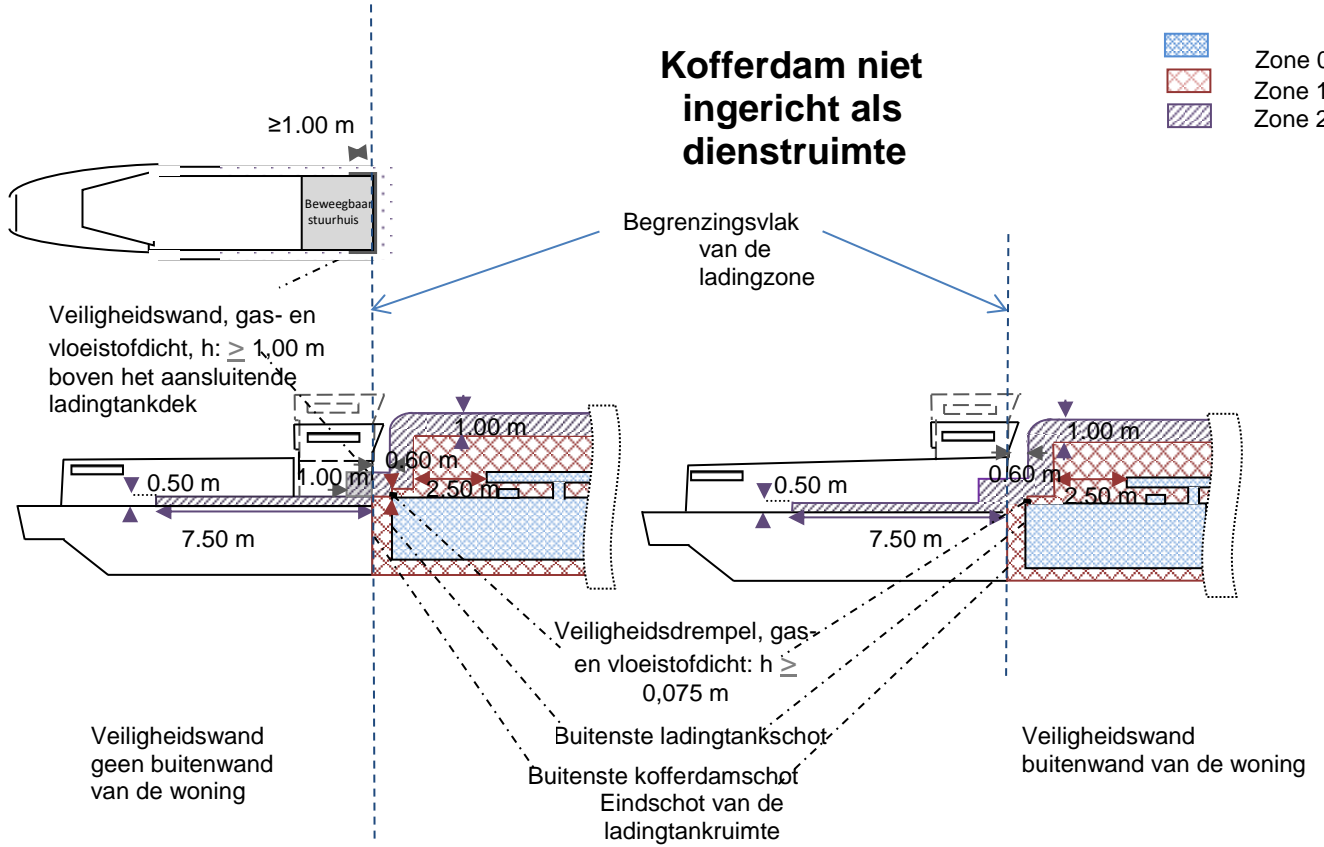 Kofferdam niet
ingericht als
dienstruimte
Zone 0
Zone 1
Zone 2
≥1.00 m
Beweegbaar
stuurhuis
Begrenzingsvlak
van de
ladingzone
Veiligheidswand, gas- en
vloeistofdicht, h: ≥ 1,00 m
boven het aansluitende
ladingtankdek
1.00 m
0.60 m
1.00 m
0.50 m
2.50 m
7.50 m
1.00 m
0.60 m
0.50 m
2.50 m
7.50 m
Veiligheidsdrempel, gas-
en vloeistofdicht: h ≥
0,075 m
Buitenste ladingtankschot
Buitenste kofferdamschot
Eindschot van de
ladingtankruimte
Veiligheidswand
geen buitenwand
van de woning
Veiligheidswand
buitenwand van de woning